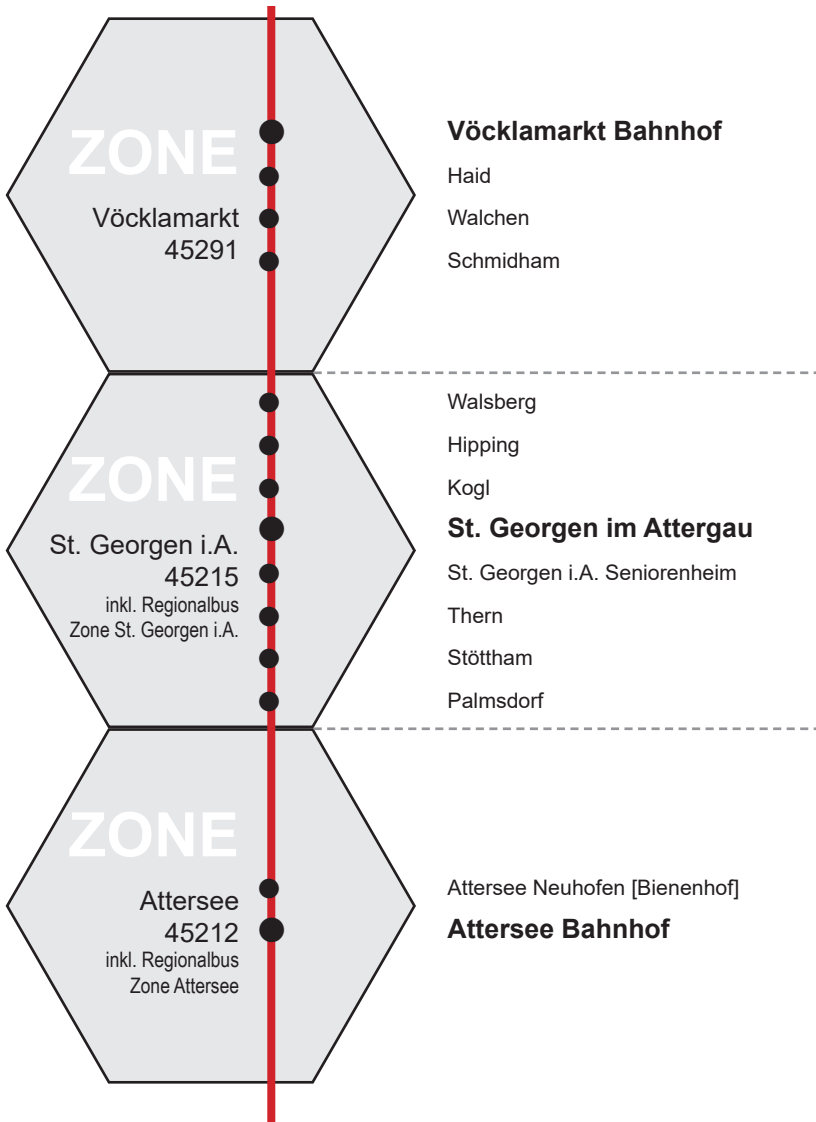 ZONE
Vöcklamarkt
45291
Vöcklamarkt Bahnhof
Haid
Walchen
Schmidham
ZONE
St. Georgen i.A.
45215
inkl. Regionalbus
Zone St. Georgen i.A.
Walsberg
Hipping
Kogl
St. Georgen im Attergau
St. Georgen i.A. Seniorenheim
Thern
Stöttham
Palmsdorf
ZONE
Attersee
45212
inkl. Regionalbus
Zone Attersee
Attersee Neuhofen [Bienenhof]
Attersee Bahnhof